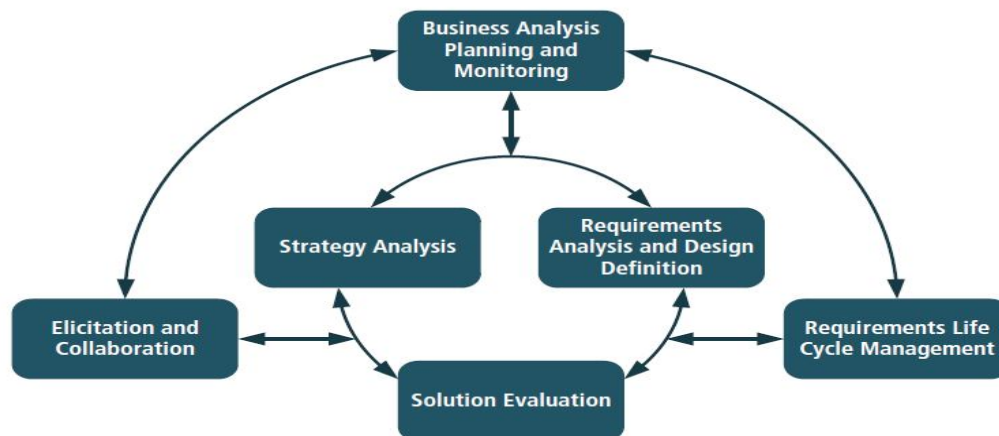 Business Analysis
Planning and
Monitoring
Strategy Analysis
Requirements
Analysis and Design
Definition
Elicitation and
Collaboration
Requirements Life
Cycle Management
Solution Evaluation